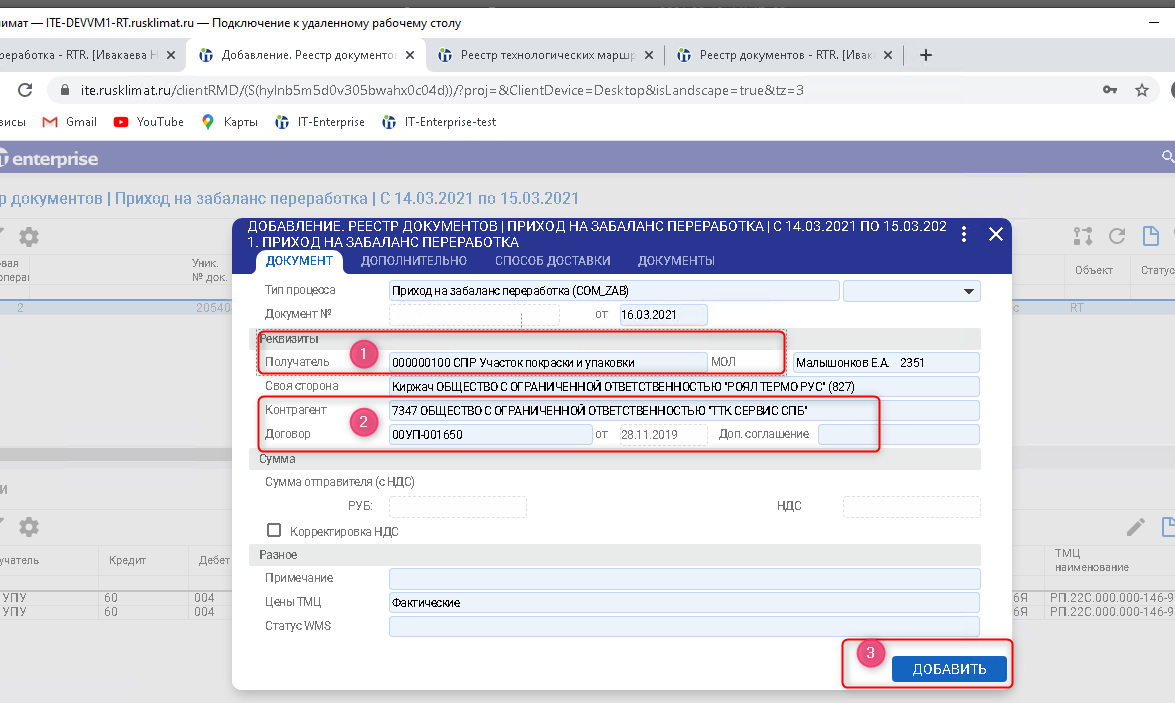 имат — ITE-DEVVM1-RT.rusklimat.ru — Подключение к удаленному рабочему столу
реработка - RTR. [Ивакаева Н
Добавление. Реестр документо
Реестр технологических маршр
Реестр документов - RTR. [Ивак
ite.rusklimat.ru/clientRMD/(S(hylnb5m5d0v305bwahx0c04d))/?proj=&ClientDevice=Desktop&isLandscape=true&tz=3
висы Gmail YouTube Карты IT-Enterprise IT-Enterprise-test
enterprise
р документов | Приход на забаланс переработка | С 14.03.2021 по 15.03.2021
ДОБАВЛЕНИЕ. РЕЕСТР ДОКУМЕНТОВ | ПРИХОД НА ЗАБАЛАНС ПЕРЕРАБОТКА | С 14.03.2021 ПО 15.03.202
1. ПРИХОД НА ЗАБАЛАНС ПЕРЕРАБОТКА
ДОКУМЕНТ ДОПОЛНИТЕЛЬНО СПОСОБ ДОСТАВКИ ДОКУМЕНТЫ
овая
опера
Уник.
№ док.
Объект
Статус
2
20540
с
RT
Тип процесса Приход на забаланс переработка (COM_ZAB)
Документ № от 16.03.2021
Реквизиты
Получатель 1 000000100 СПР Участок покраски и упаковки МОЛ Малышонков Е.А. 2351
Своя сторона Киржач ОБЩЕСТВО С ОГРАНИЧЕННОЙ ОТВЕТСТВЕННОСТЬЮ "РОЯЛ ТЕРМО РУС" (827)
Контрагент 2 7347 ОБЩЕСТВО С ОГРАНИЧЕННОЙ ОТВЕТСТВЕННОСТЬЮ "ТТК СЕРВИС СПБ"
Договор 00УП-001650 от 28.11.2019 Доп. соглашение
Сумма
Сумма отправителя (с НДС)
РУБ: НДС
Корректировка НДС
Разное
Примечание
Цены ТМЦ Фактические
Статус WMS
3 ДОБАВИТЬ
и
учатель
Кредит
Дебет
ТМЦ
наименование
УПУ 60 004 6Я РП.22С.000.000-146-9
УПУ 60 004 6Я РП.22С.000.000-146-9